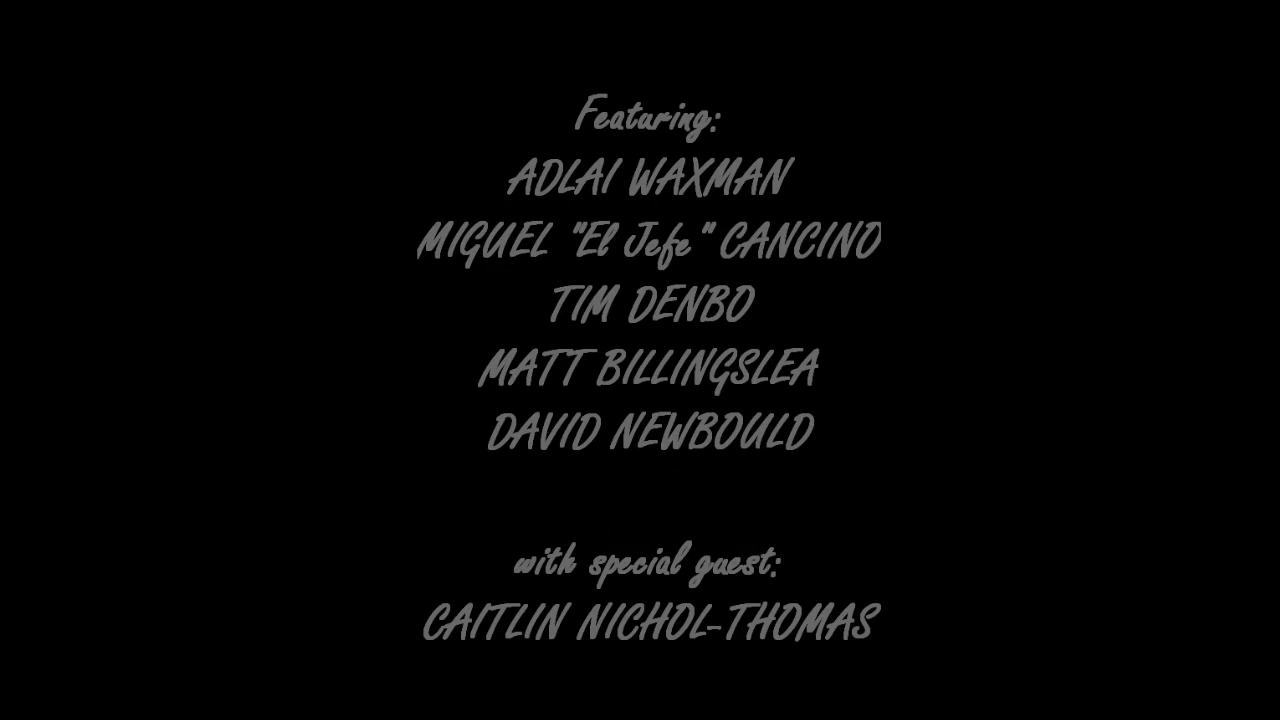 Featuring:
ADLAI WAXMAN
MIGUEL "El Jefe" CANCINO
TIM DENBO
MATT BILLINGSLEA
DAVID NEWBOULD
with special guest:
CAITLIN NICHOL-THOMAS